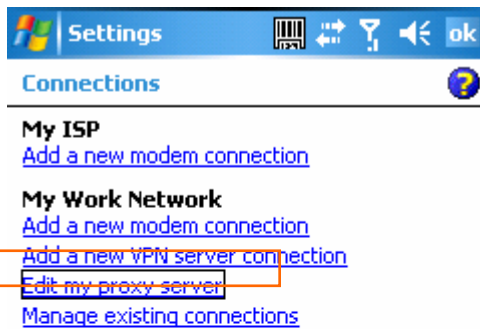 Settings
ok
Connections
?
My ISP
Add a new modem connection
My Work Network
Add a new modem connection
Add a new VPN server connection
Edit my proxy server
Manage existing connections